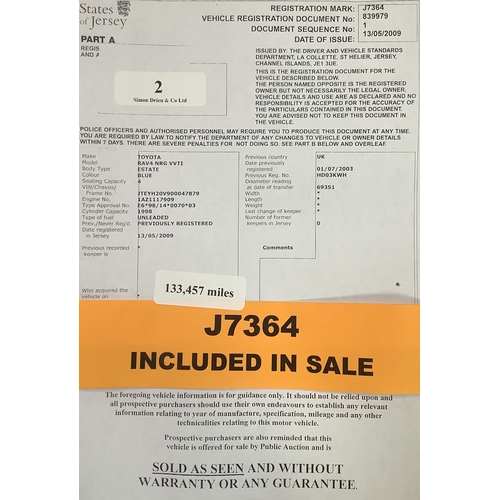 States
of Jersey
REGISTRATION MARK: J7364
VEHICLE REGISTRATION DOCUMENT No: 839979
DOCUMENT SEQUENCE No: 1
DATE OF ISSUE: 13/05/2009
PART A
REGIS
AND A
2
Simon Drieu & Co Ltd
ISSUED BY: THE DRIVER AND VEHICLE STANDARDS
DEPARTMENT, LA COLLETTE, ST HELIER, JERSEY,
CHANNEL ISLANDS, JE1 3UE.
THIS IS THE REGISTRATION DOCUMENT FOR THE
VEHICLE DESCRIBED BELOW.
THE PERSON NAMED OPPOSITE IS THE REGISTERED
OWNER BUT NOT NECESSARILY THE LEGAL OWNER.
VEHICLE DETAILS AND USE ARE AS DECLARED AND NO
RESPONSIBILITY IS ACCEPTED FOR THE ACCURACY OF
THE PARTICULARS CONTAINED IN THIS DOCUMENT.
YOU ARE ADVISED NOT TO KEEP THIS DOCUMENT IN
THE VEHICLE.
POLICE OFFICERS AND AUTHORISED PERSONNEL MAY REQUIRE YOU TO PRODUCE THIS DOCUMENT AT ANY TIME.
YOU ARE REQUIRED BY LAW TO NOTIFY THE DEPARTMENT OF ANY CHANGES TO VEHICLE OR OWNER DETAILS
WITHIN 7 DAYS. THERE ARE SEVERE PENALTIES FOR NOT DOING SO. SEE PART B BELOW AND OVERLEAF.
Make TOYOTA
Model RAV4 NRG VVTI
Body Type ESTATE
Colour BLUE
Seating Capacity 4
VIN/Chassis/
Frame No. JTEYH20V900047879
Engine No. 1AZ1117909
Type Approval No. E6*98/14*0070*03
Cylinder Capacity 1998
Type of fuel UNLEADED
Prev./Never Reg'd PREVIOUSLY REGISTERED
Date registered
in Jersey 13/05/2009
Previous country UK
Date previously
registered 01/07/2003
Previous Reg. No. HD03KWH
Odometer reading
at date of transfer 69351
Width *
Length *
Weight *
Last change of keeper *
Number of former
keepers in Jersey 0
Previous recorded *
keeper is
Comments
Who acquired the
vehicle on
133,457 miles
J7364
INCLUDED IN SALE
The foregoing vehicle information is for guidance only. It should not be relied upon and
all prospective purchasers should use their own endeavours to establish any relevant
information relating to year of manufacture, specification, mileage and any other
technicalities relating to this motor vehicle.
Prospective purchasers are also reminded that this
vehicle is offered for sale by Public Auction and is
SOLD AS SEEN AND WITHOUT
WARRANTY OR ANY GUARANTEE.